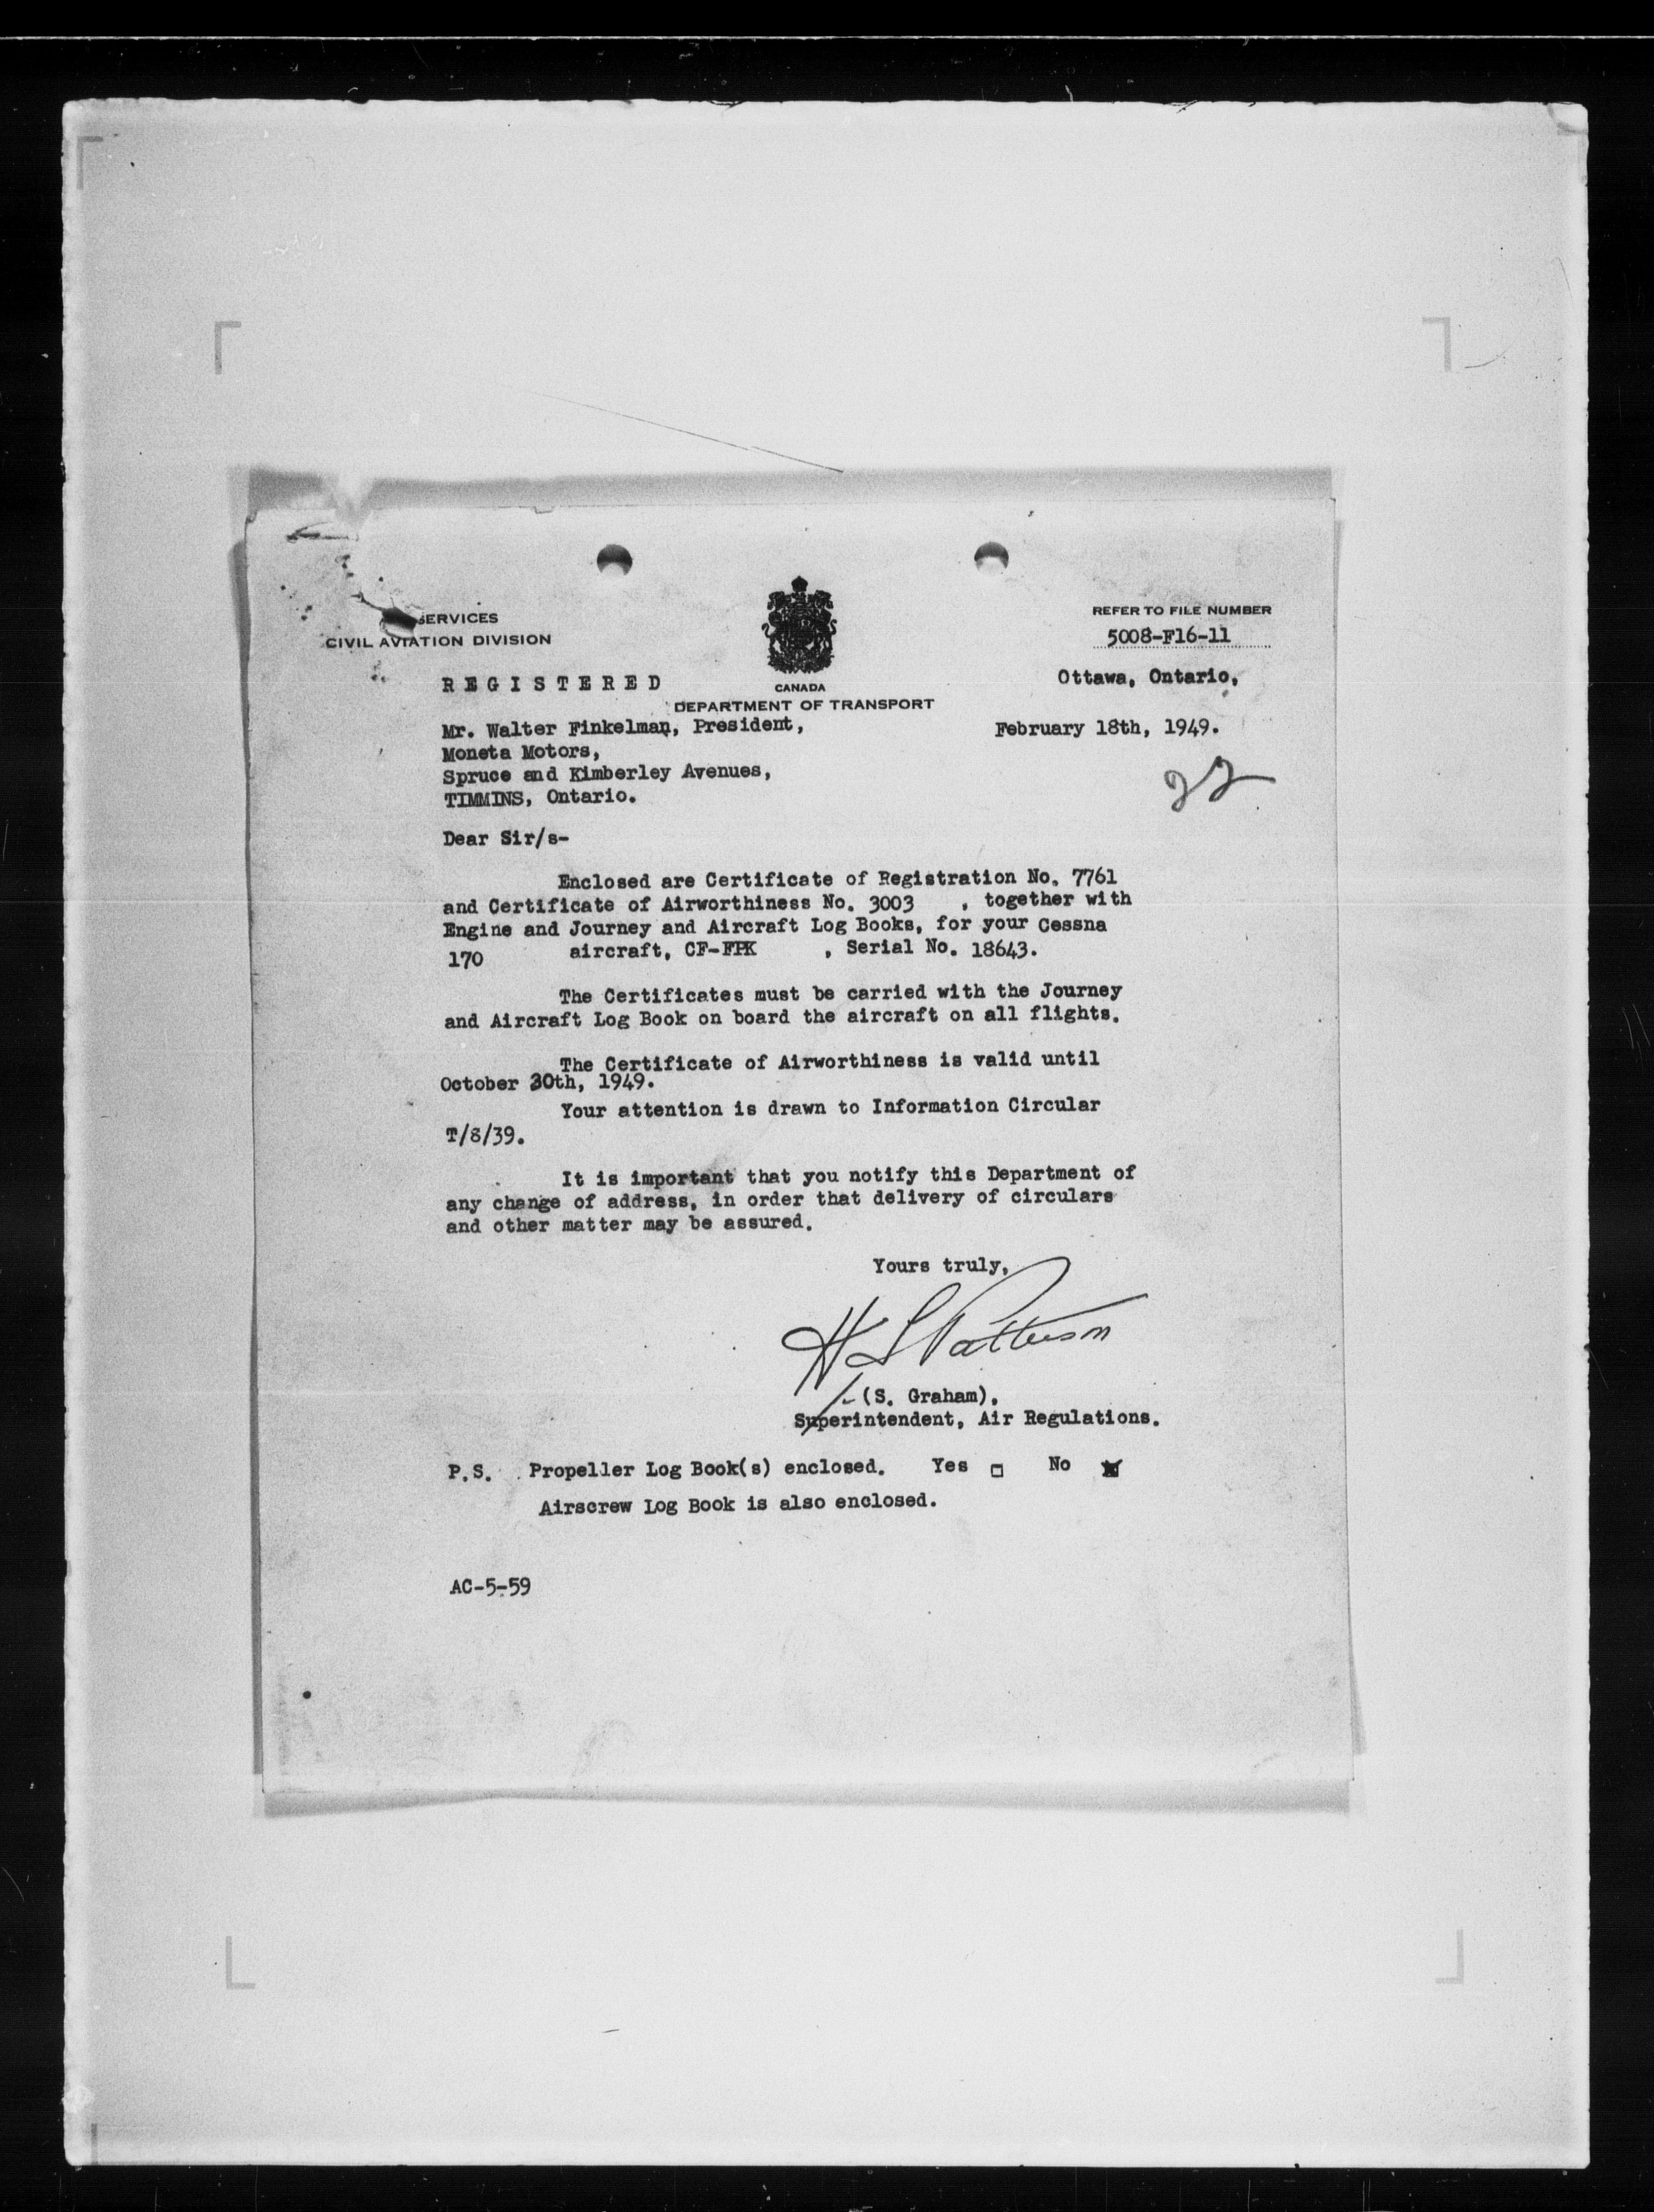 SERVICES
CIVIL AVIATION DIVISION
REFER TO FILE NUMBER
5008-F16-11
REGISTERED
CANADA
DEPARTMENT OF TRANSPORT
Ottawa, Ontario,
Mr. Walter Finkelman, President,
February 18th, 1949.
Moneta Motors,
Spruce and Kimberley Avenues,
TIMMINS, Ontario.
22
Dear Sir/s-
Enclosed are Certificate of Registration No. 7761
and Certificate of Airworthiness No. 3003 , together with
Engine and Journey and Aircraft Log Books, for your Cessna
170 aircraft, CF-FPK , Serial No. 18643.
The Certificates must be carried with the Journey
and Aircraft Log Book on board the aircraft on all flights.
The Certificate of Airworthiness is valid until
October 30th, 1949.
Your attention is drawn to Information Circular
T/8/39.
It is important that you notify this Department of
any change of address, in order that delivery of circulars
and other matter may be assured.
Yours truly,
H S Patterson
(S. Graham),
Superintendent, Air Regulations.
P.S. Propeller Log Book(s) enclosed. Yes No
Airscrew Log Book is also enclosed.
AC-5-59